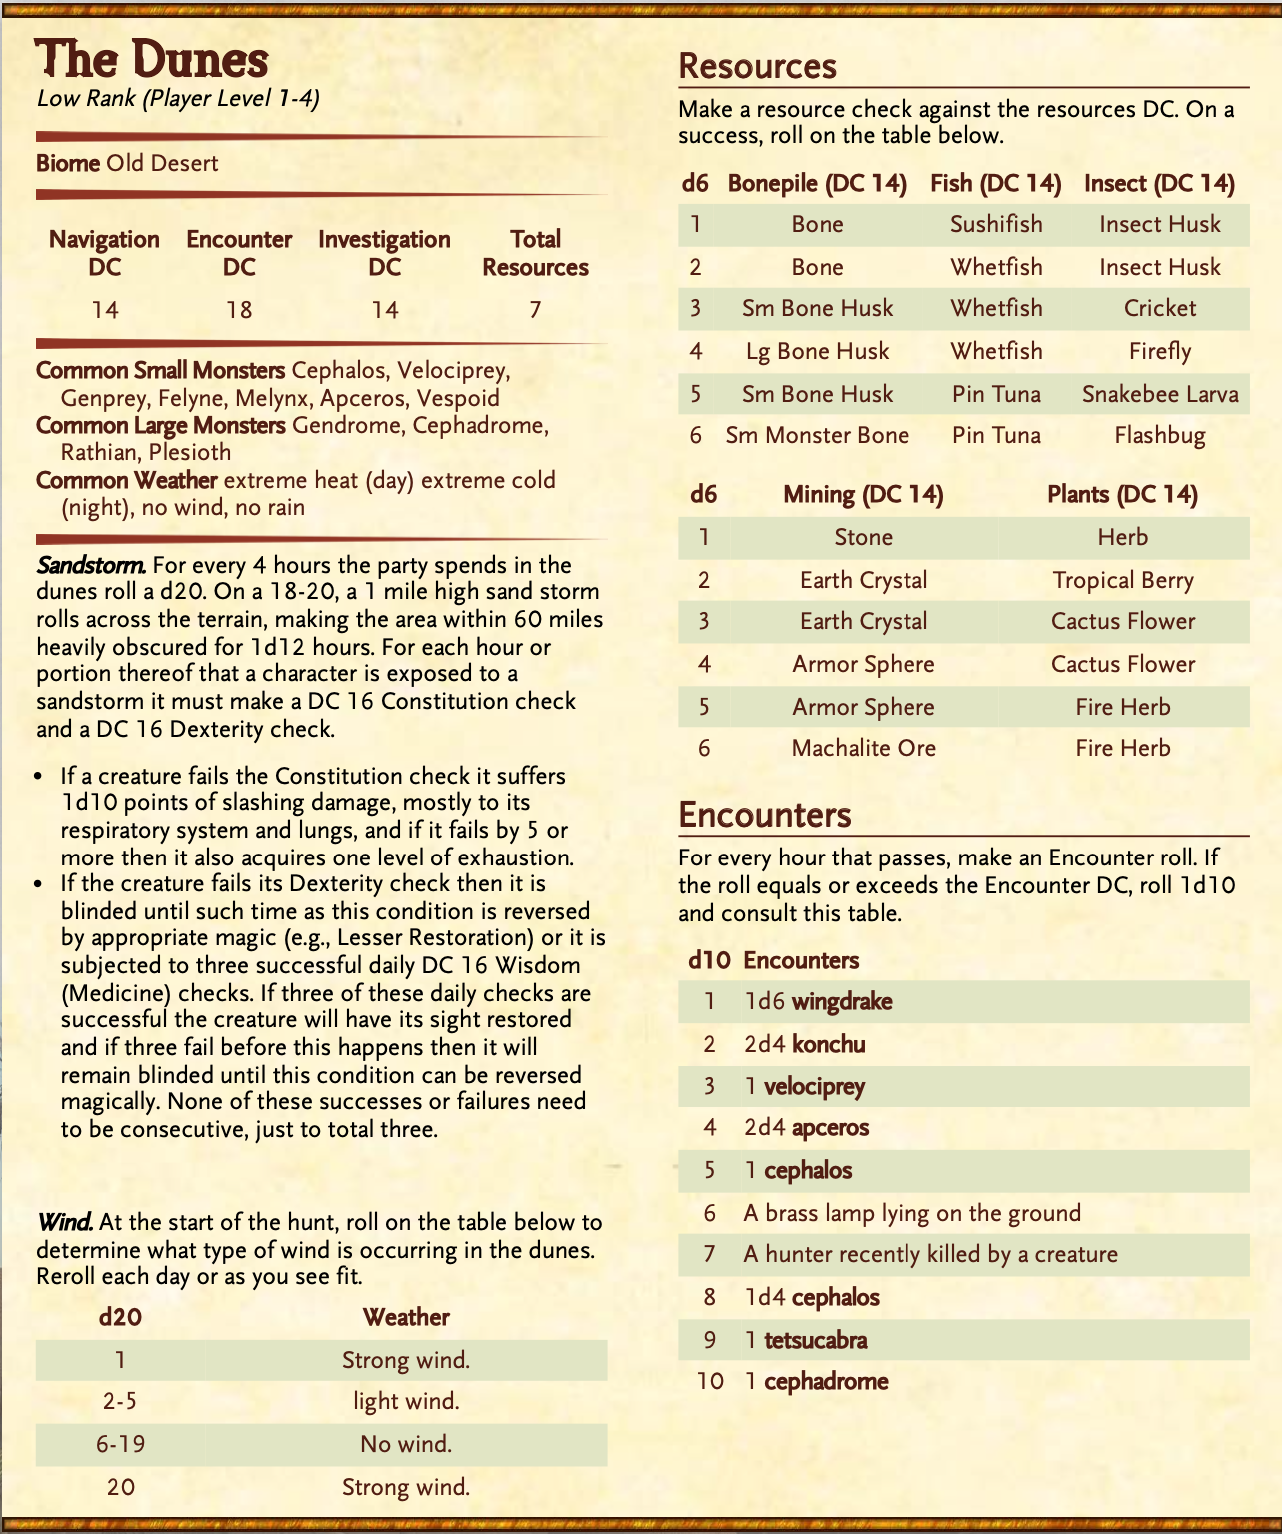 The Dunes
Low Rank (Player Level 1-4)
Biome Old Desert
Navigation DC Encounter DC Investigation DC Total Resources
14 18 14 7
Common Small Monsters Cephalos, Velociprey,
Genprey, Felyne, Melynx, Apceros, Vespoid
Common Large Monsters Gendrome, Cephadrome,
Rathian, Plesioth
Common Weather extreme heat (day) extreme cold
(night), no wind, no rain
Sandstorm. For every 4 hours the party spends in the
dunes roll a d20. On a 18-20, a 1 mile high sand storm
rolls across the terrain, making the area within 60 miles
heavily obscured for 1d12 hours. For each hour or
portion thereof that a character is exposed to a
sandstorm it must make a DC 16 Constitution check
and a DC 16 Dexterity check.
• If a creature fails the Constitution check it suffers
1d10 points of slashing damage, mostly to its
respiratory system and lungs, and if it fails by 5 or
more then it also acquires one level of exhaustion.
• If the creature fails its Dexterity check then it is
blinded until such time as this condition is reversed
by appropriate magic (e.g., Lesser Restoration) or it is
subjected to three successful daily DC 16 Wisdom
(Medicine) checks. If three of these daily checks are
successful the creature will have its sight restored
and if three fail before this happens then it will
remain blinded until this condition can be reversed
magically. None of these successes or failures need
to be consecutive, just to total three.
Wind. At the start of the hunt, roll on the table below to
determine what type of wind is occurring in the dunes.
Reroll each day or as you see fit.
d20 Weather
1 Strong wind.
2-5 light wind.
6-19 No wind.
20 Strong wind.
Resources
Make a resource check against the resources DC. On a
success, roll on the table below.
d6 Bonepile (DC 14) Fish (DC 14) Insect (DC 14)
1 Bone Sushifish Insect Husk
2 Bone Whetfish Insect Husk
3 Sm Bone Husk Whetfish Cricket
4 Lg Bone Husk Whetfish Firefly
5 Sm Bone Husk Pin Tuna Snakebee Larva
6 Sm Monster Bone Pin Tuna Flashbug
d6 Mining (DC 14) Plants (DC 14)
1 Stone Herb
2 Earth Crystal Tropical Berry
3 Earth Crystal Cactus Flower
4 Armor Sphere Cactus Flower
5 Armor Sphere Fire Herb
6 Machalite Ore Fire Herb
Encounters
For every hour that passes, make an Encounter roll. If
the roll equals or exceeds the Encounter DC, roll 1d10
and consult this table.
d10 Encounters
1 1d6 wingdrake
2 2d4 konchu
3 1 velociprey
4 2d4 apceros
5 1 cephalos
6 A brass lamp lying on the ground
7 A hunter recently killed by a creature
8 1d4 cephalos
9 1 tetsucabra
10 1 cephadrome